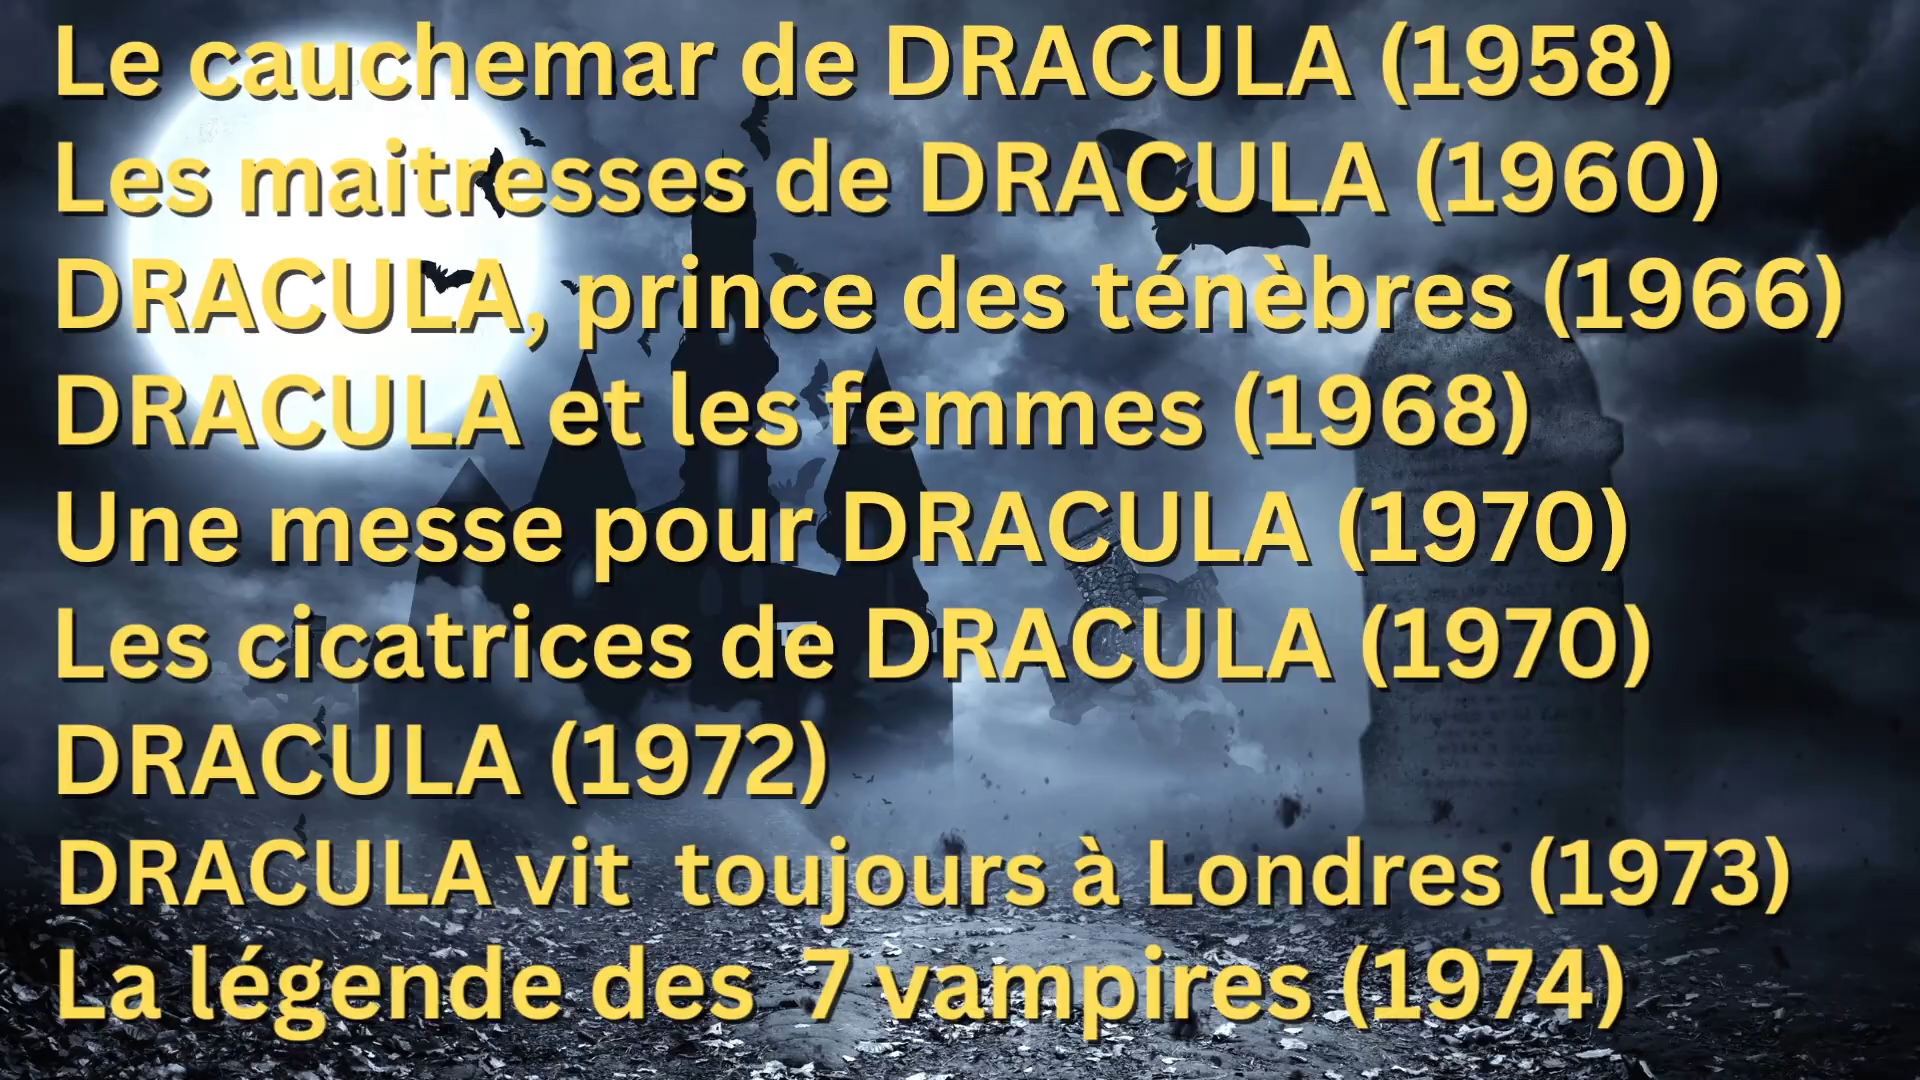 Le cauchemar de DRACULA (1958)
Les maitresses de DRACULA (1960)
DRACULA, prince des ténèbres (1966)
DRACULA et les femmes (1968)
Une messe pour DRACULA (1970)
Les cicatrices de DRACULA (1970)
DRACULA (1972)
DRACULA vit toujours à Londres (1973)
La légende des 7 vampires (1974)